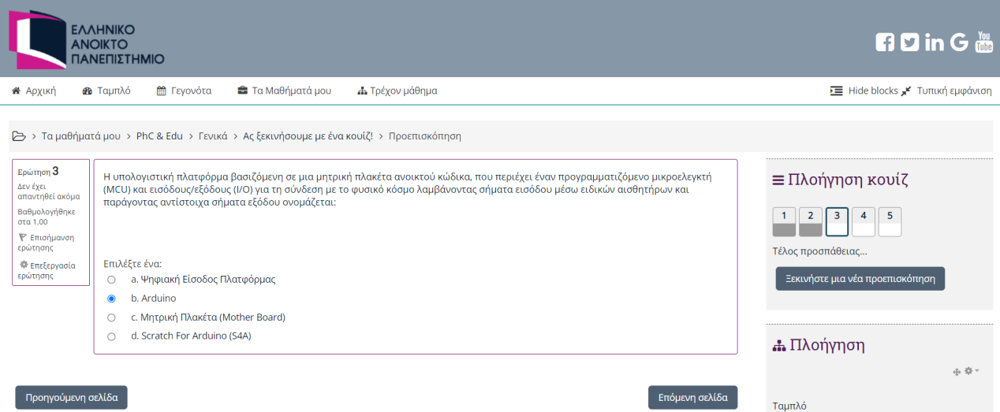 ΕΛΛΗΝΙΚΟ
ΑΝΟΙΚΤΟ
ΠΑΝΕΠΙΣΤΗΜΙΟ
You
Tube
Αρχική Ταμπλό Γεγονότα Τα Μαθήματά μου Τρέχον μάθημα Hide blocks Τυπική εμφάνιση
> Τα μαθήματά μου > PhC & Edu > Γενικά > Ας ξεκινήσουμε με ένα κουίζ! > Προεπισκόπηση
Ερώτηση 3
Δεν έχει
απαντηθεί ακόμα
Βαθμολογήθηκε
στα 1,00
Επισήμανση
ερώτησης
Επεξεργασία
ερώτησης
Η υπολογιστική πλατφόρμα βασιζόμενη σε μια μητρική πλακέτα ανοικτού κώδικα, που περιέχει έναν προγραμματιζόμενο μικροελεγκτή
(MCU) και εισόδους/εξόδους (I/O) για τη σύνδεση με το φυσικό κόσμο λαμβάνοντας σήματα εισόδου μέσω ειδικών αισθητήρων και
παράγοντας αντίστοιχα σήματα εξόδου ονομάζεται:
Επιλέξτε ένα:
a. Ψηφιακή Είσοδος Πλατφόρμας
b. Arduino
c. Μητρική Πλακέτα (Mother Board)
d. Scratch For Arduino (S4A)
Προηγούμενη σελίδα
Επόμενη σελίδα
Πλοήγηση κουίζ
1 2 3 4 5
Τέλος προσπάθειας...
Ξεκινήστε μια νέα προεπισκόπηση
Πλοήγηση
Ταμπλό